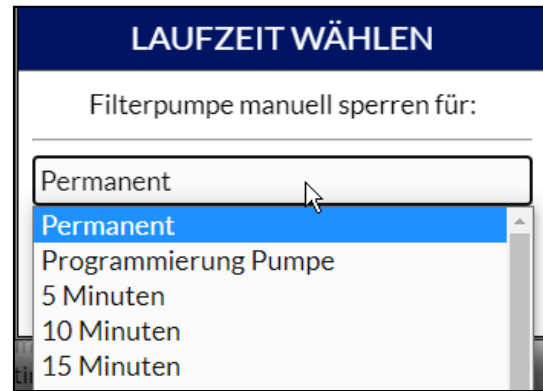 LAUFZEIT WÄHLEN
Filterpumpe manuell sperren für:
Permanent
Permanent
Programmierung Pumpe
5 Minuten
10 Minuten
15 Minuten